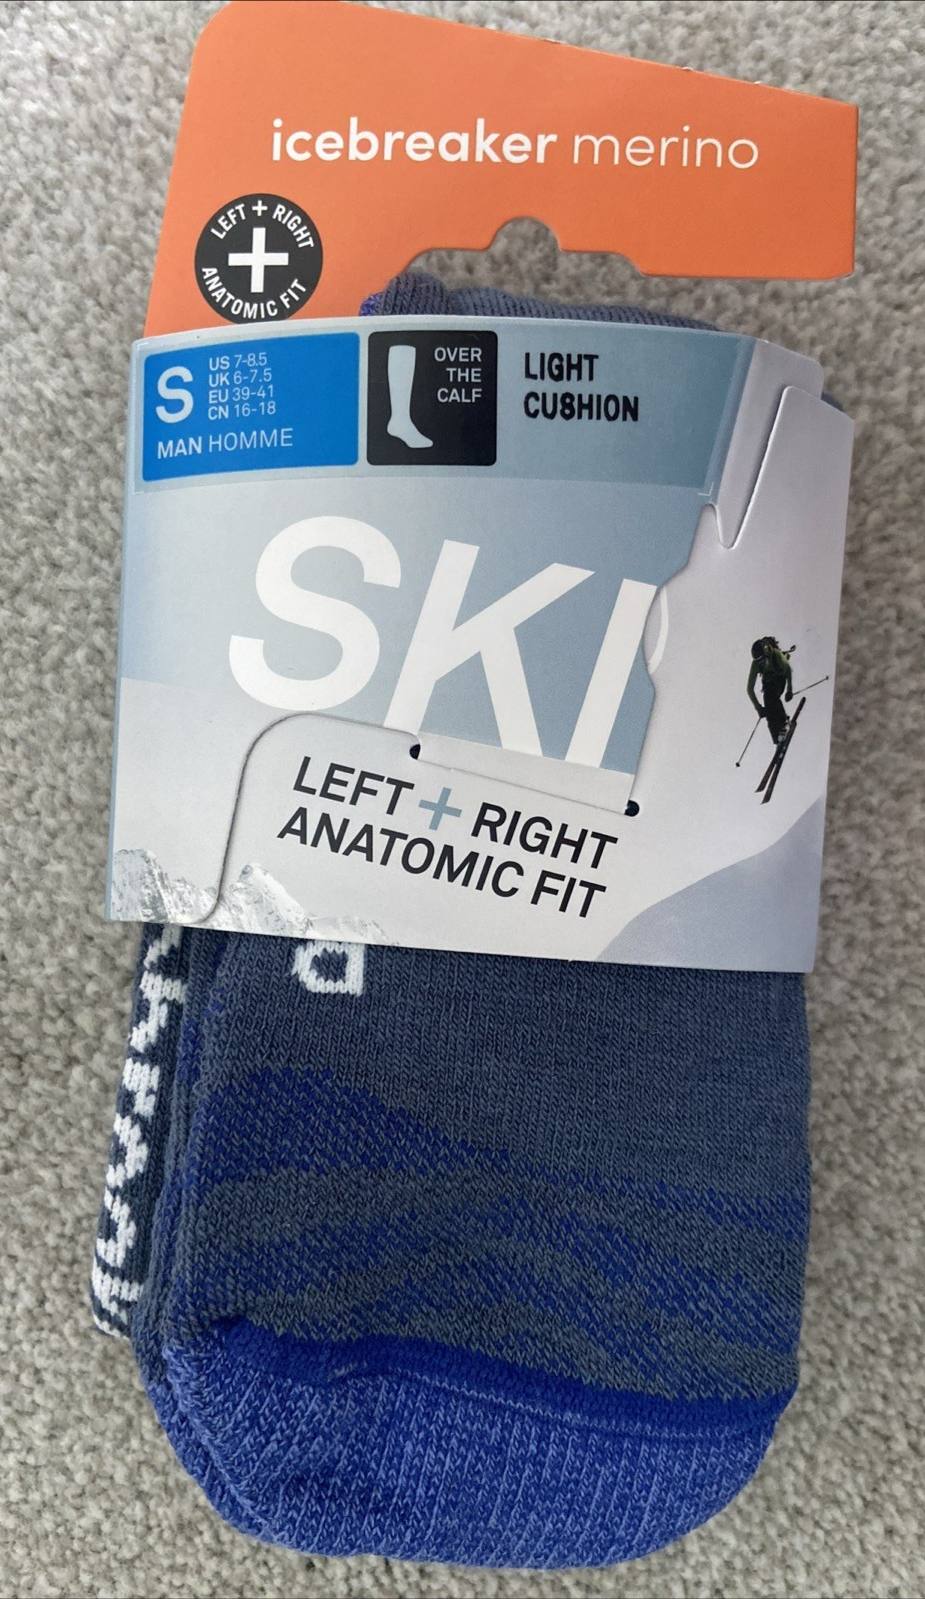 icebreaker merino
LEFT + RIGHT
ANATOMIC FIT
S
US 7-8.5
UK 6-7.5
EU 39-41
CN 16-18
MAN HOMME
OVER
THE
CALF
LIGHT
CUSHION
SKI
LEFT + RIGHT
ANATOMIC FIT